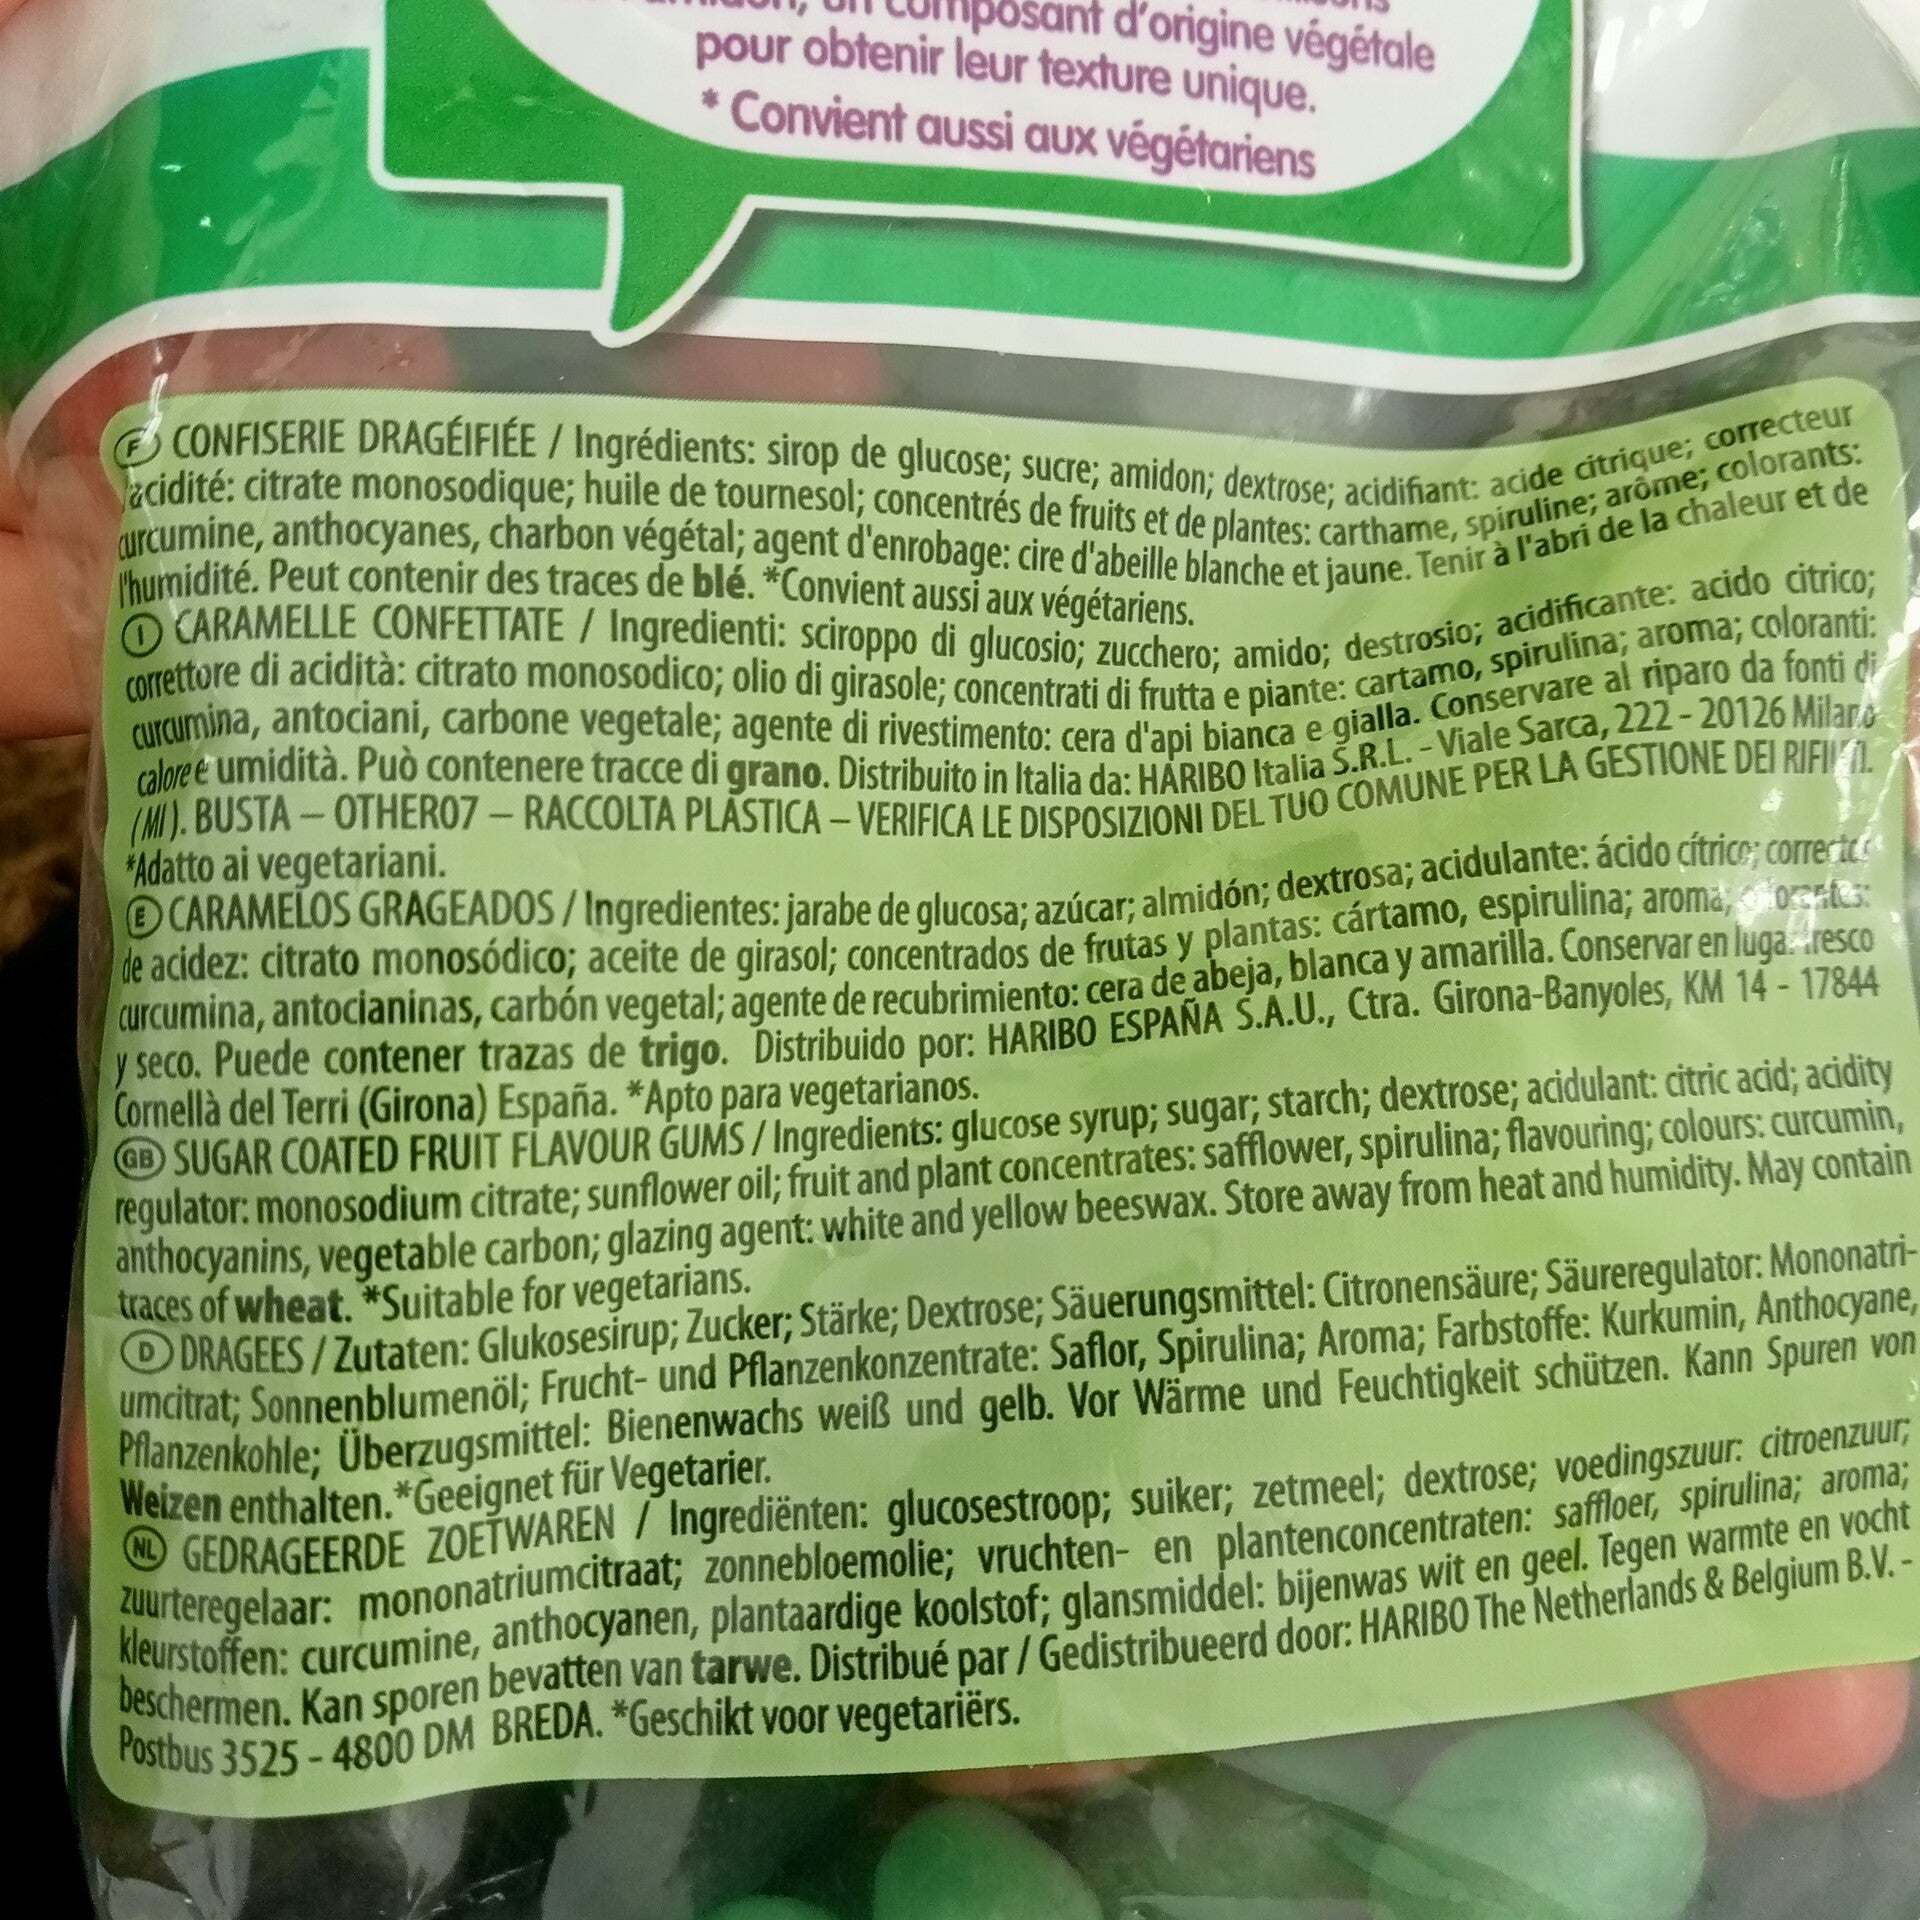 un composant d'origine végétale
pour obtenir leur texture unique.
* Convient aussi aux végétariens
F CONFISERIE DRAGÉIFIÉE / Ingrédients: sirop de glucose; sucre; amidon; dextrose; acidifiant: acide citrique; correcteur
d'acidité: citrate monosodique; huile de tournesol; concentrés de fruits et de plantes: carthame, spiruline; arôme; colorants:
curcumine, anthocyanes, charbon végétal; agent d'enrobage: cire d'abeille blanche et jaune. Tenir à l'abri de la chaleur et de
l'humidité. Peut contenir des traces de blé. *Convient aussi aux végétariens.
I CARAMELLE CONFETTATE / Ingredienti: sciroppo di glucosio; zucchero; amido; destrosio; acidificante: acido citrico;
correttore di acidità: citrato monosodico; olio di girasole; concentrati di frutta e piante: cartamo, spirulina; aroma; coloranti:
curcumina, antociani, carbone vegetale; agente di rivestimento: cera d'api bianca e gialla. Conservare al riparo da fonti di
calore e umidità. Può contenere tracce di grano. Distribuito in Italia da: HARIBO Italia S.R.L. - Viale Sarca, 222 - 20126 Milano
(MI). BUSTA – OTHER07 – RACCOLTA PLASTICA – VERIFICA LE DISPOSIZIONI DEL TUO COMUNE PER LA GESTIONE DEI RIFIUTI.
*Adatto ai vegetariani.
E CARAMELOS GRAGEADOS / Ingredientes: jarabe de glucosa; azúcar; almidón; dextrosa; acidulante: ácido cítrico; corrector
de acidez: citrato monosódico; aceite de girasol; concentrados de frutas y plantas: cártamo, espirulina; aroma; colorantes:
curcumina, antocianinas, carbón vegetal; agente de recubrimiento: cera de abeja, blanca y amarilla. Conservar en lugar fresco
y seco. Puede contener trazas de trigo. Distribuido por: HARIBO ESPAÑA S.A.U., Ctra. Girona-Banyoles, KM 14 - 17844
Cornellà del Terri (Girona) España. *Apto para vegetarianos.
GB SUGAR COATED FRUIT FLAVOUR GUMS / Ingredients: glucose syrup; sugar; starch; dextrose; acidulant: citric acid; acidity
regulator: monosodium citrate; sunflower oil; fruit and plant concentrates: safflower, spirulina; flavouring; colours: curcumin,
anthocyanins, vegetable carbon; glazing agent: white and yellow beeswax. Store away from heat and humidity. May contain
traces of wheat. *Suitable for vegetarians.
D DRAGEES / Zutaten: Glukosesirup; Zucker; Stärke; Dextrose; Säuerungsmittel: Citronensäure; Säureregulator: Mononatri-
umcitrat; Sonnenblumenöl; Frucht- und Pflanzenkonzentrate: Saflor, Spirulina; Aroma; Farbstoffe: Kurkumin, Anthocyane,
Pflanzenkohle; Überzugsmittel: Bienenwachs weiß und gelb. Vor Wärme und Feuchtigkeit schützen. Kann Spuren von
Weizen enthalten. *Geeignet für Vegetarier.
NL GEDRAGEERDE ZOETWAREN / Ingrediënten: glucosestroop; suiker; zetmeel; dextrose; voedingszuur: citroenzuur;
zuurteregelaar: mononatriumcitraat; zonnebloemolie; vruchten- en plantenconcentraten: saffloer, spirulina; aroma;
kleurstoffen: curcumine, anthocyanen, plantaardige koolstof; glansmiddel: bijenwas wit en geel. Tegen warmte en vocht
beschermen. Kan sporen bevatten van tarwe. Distribué par / Gedistribueerd door: HARIBO The Netherlands & Belgium B.V. -
Postbus 3525 - 4800 DM BREDA. *Geschikt voor vegetariërs.